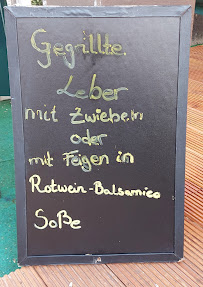 Gegrillte
Leber
mit Zwiebeln
oder
mit Feigen in
Rotwein-Balsamico
Soße